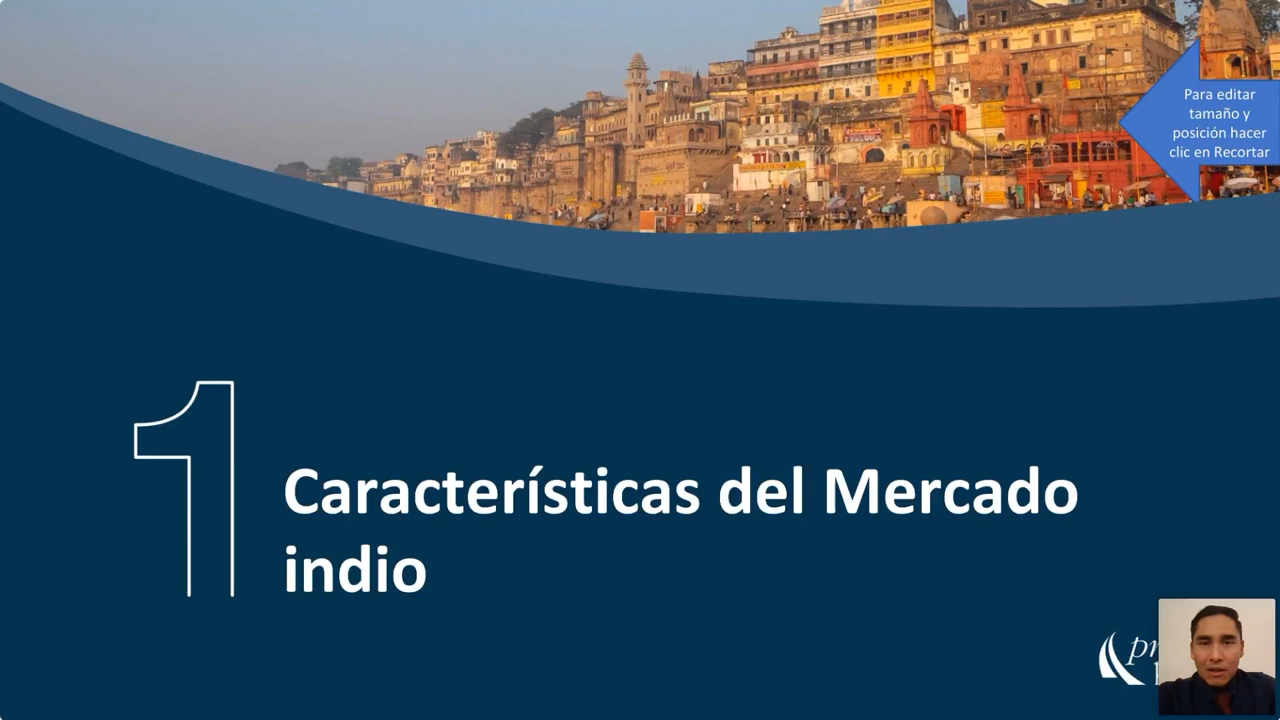 Para editar
tamaño y
posición hacer
clic en Recortar
1
Características del Mercado
indio